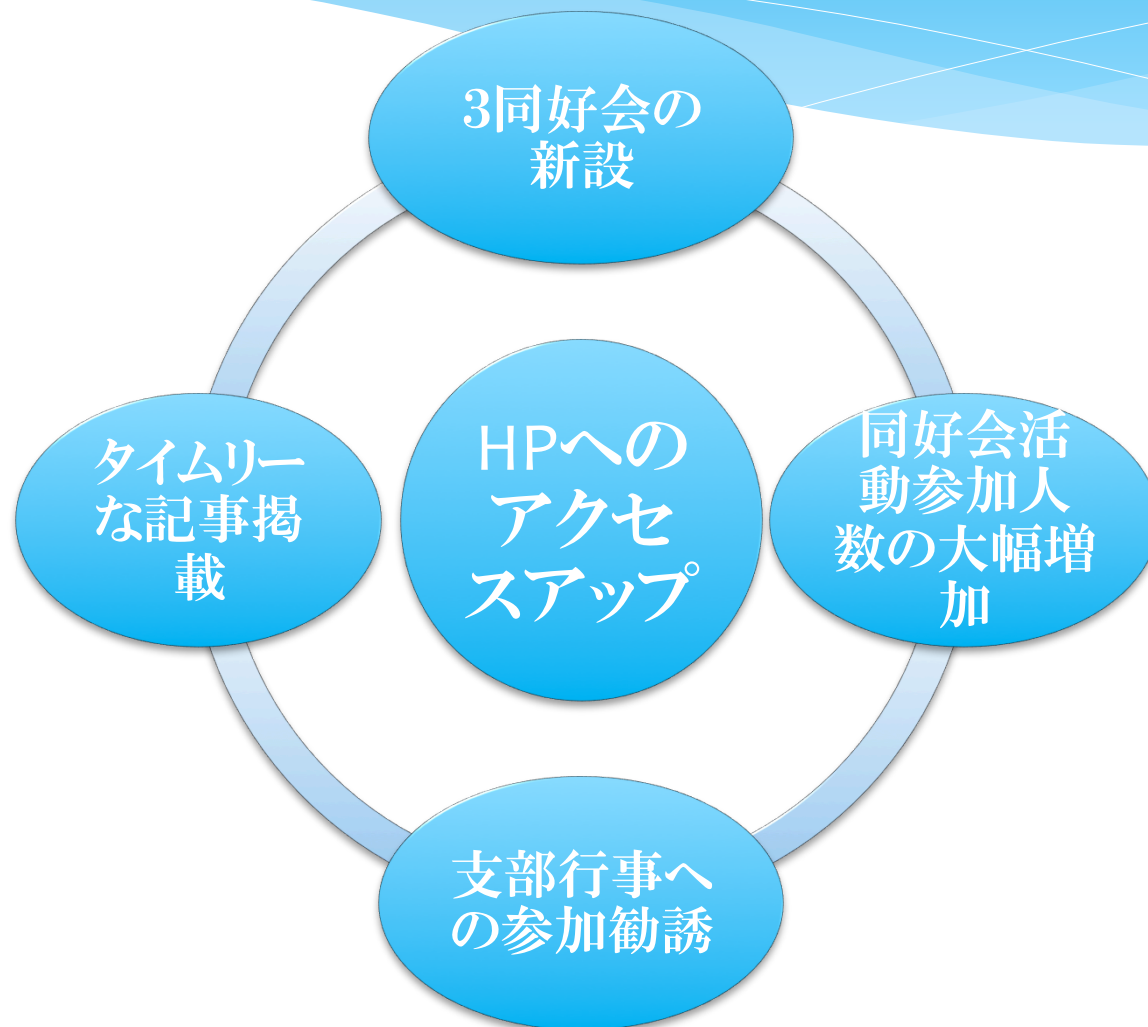 3同好会の
新設
タイムリー
な記事掲
載
HPへの
アクセ
スアップ
同好会活
動参加人
数の大幅増
加
支部行事へ
の参加勧誘